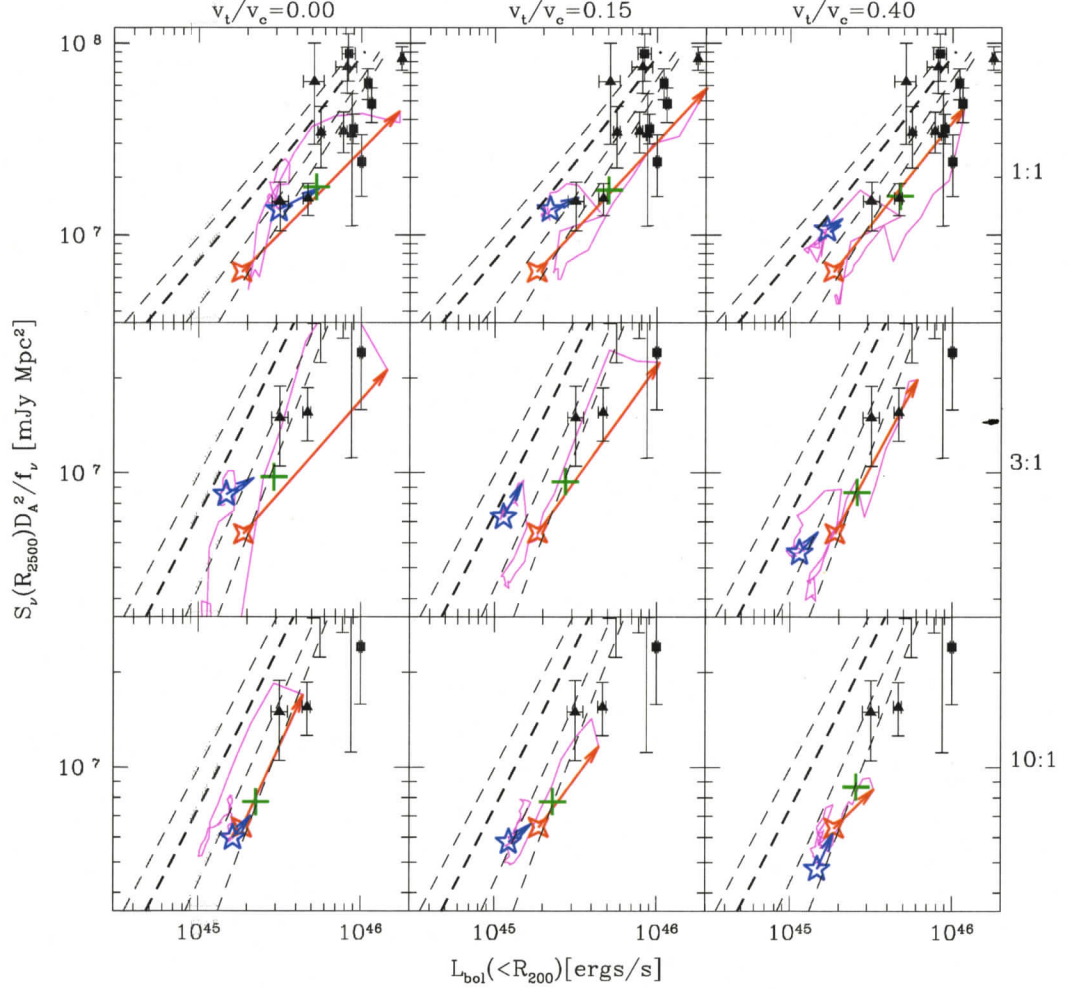 v_t/v_c=0.00 v_t/v_c=0.15 v_t/v_c=0.40
10^8
10^7
1:1
S_ν(R_2500)D_A^2/f_ν [mJy Mpc^2]
10^7
3:1
10^7
10:1
10^45 10^46 10^45 10^46 10^45 10^46
L_bol(<R_200)[ergs/s]